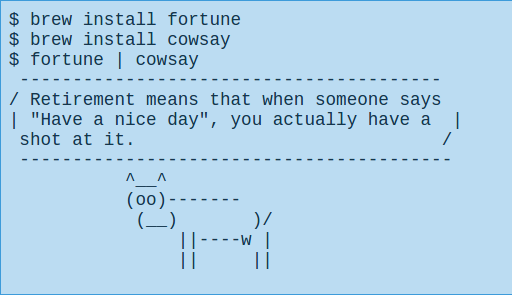 $ brew install fortune
$ brew install cowsay
$ fortune | cowsay
 ----------------------------------------
/ Retirement means that when someone says
| "Have a nice day", you actually have a  |
 shot at it.                             /
 -----------------------------------------
           ^__^
           (oo)-------
            (__)       )/
                ||----w |
                ||     ||